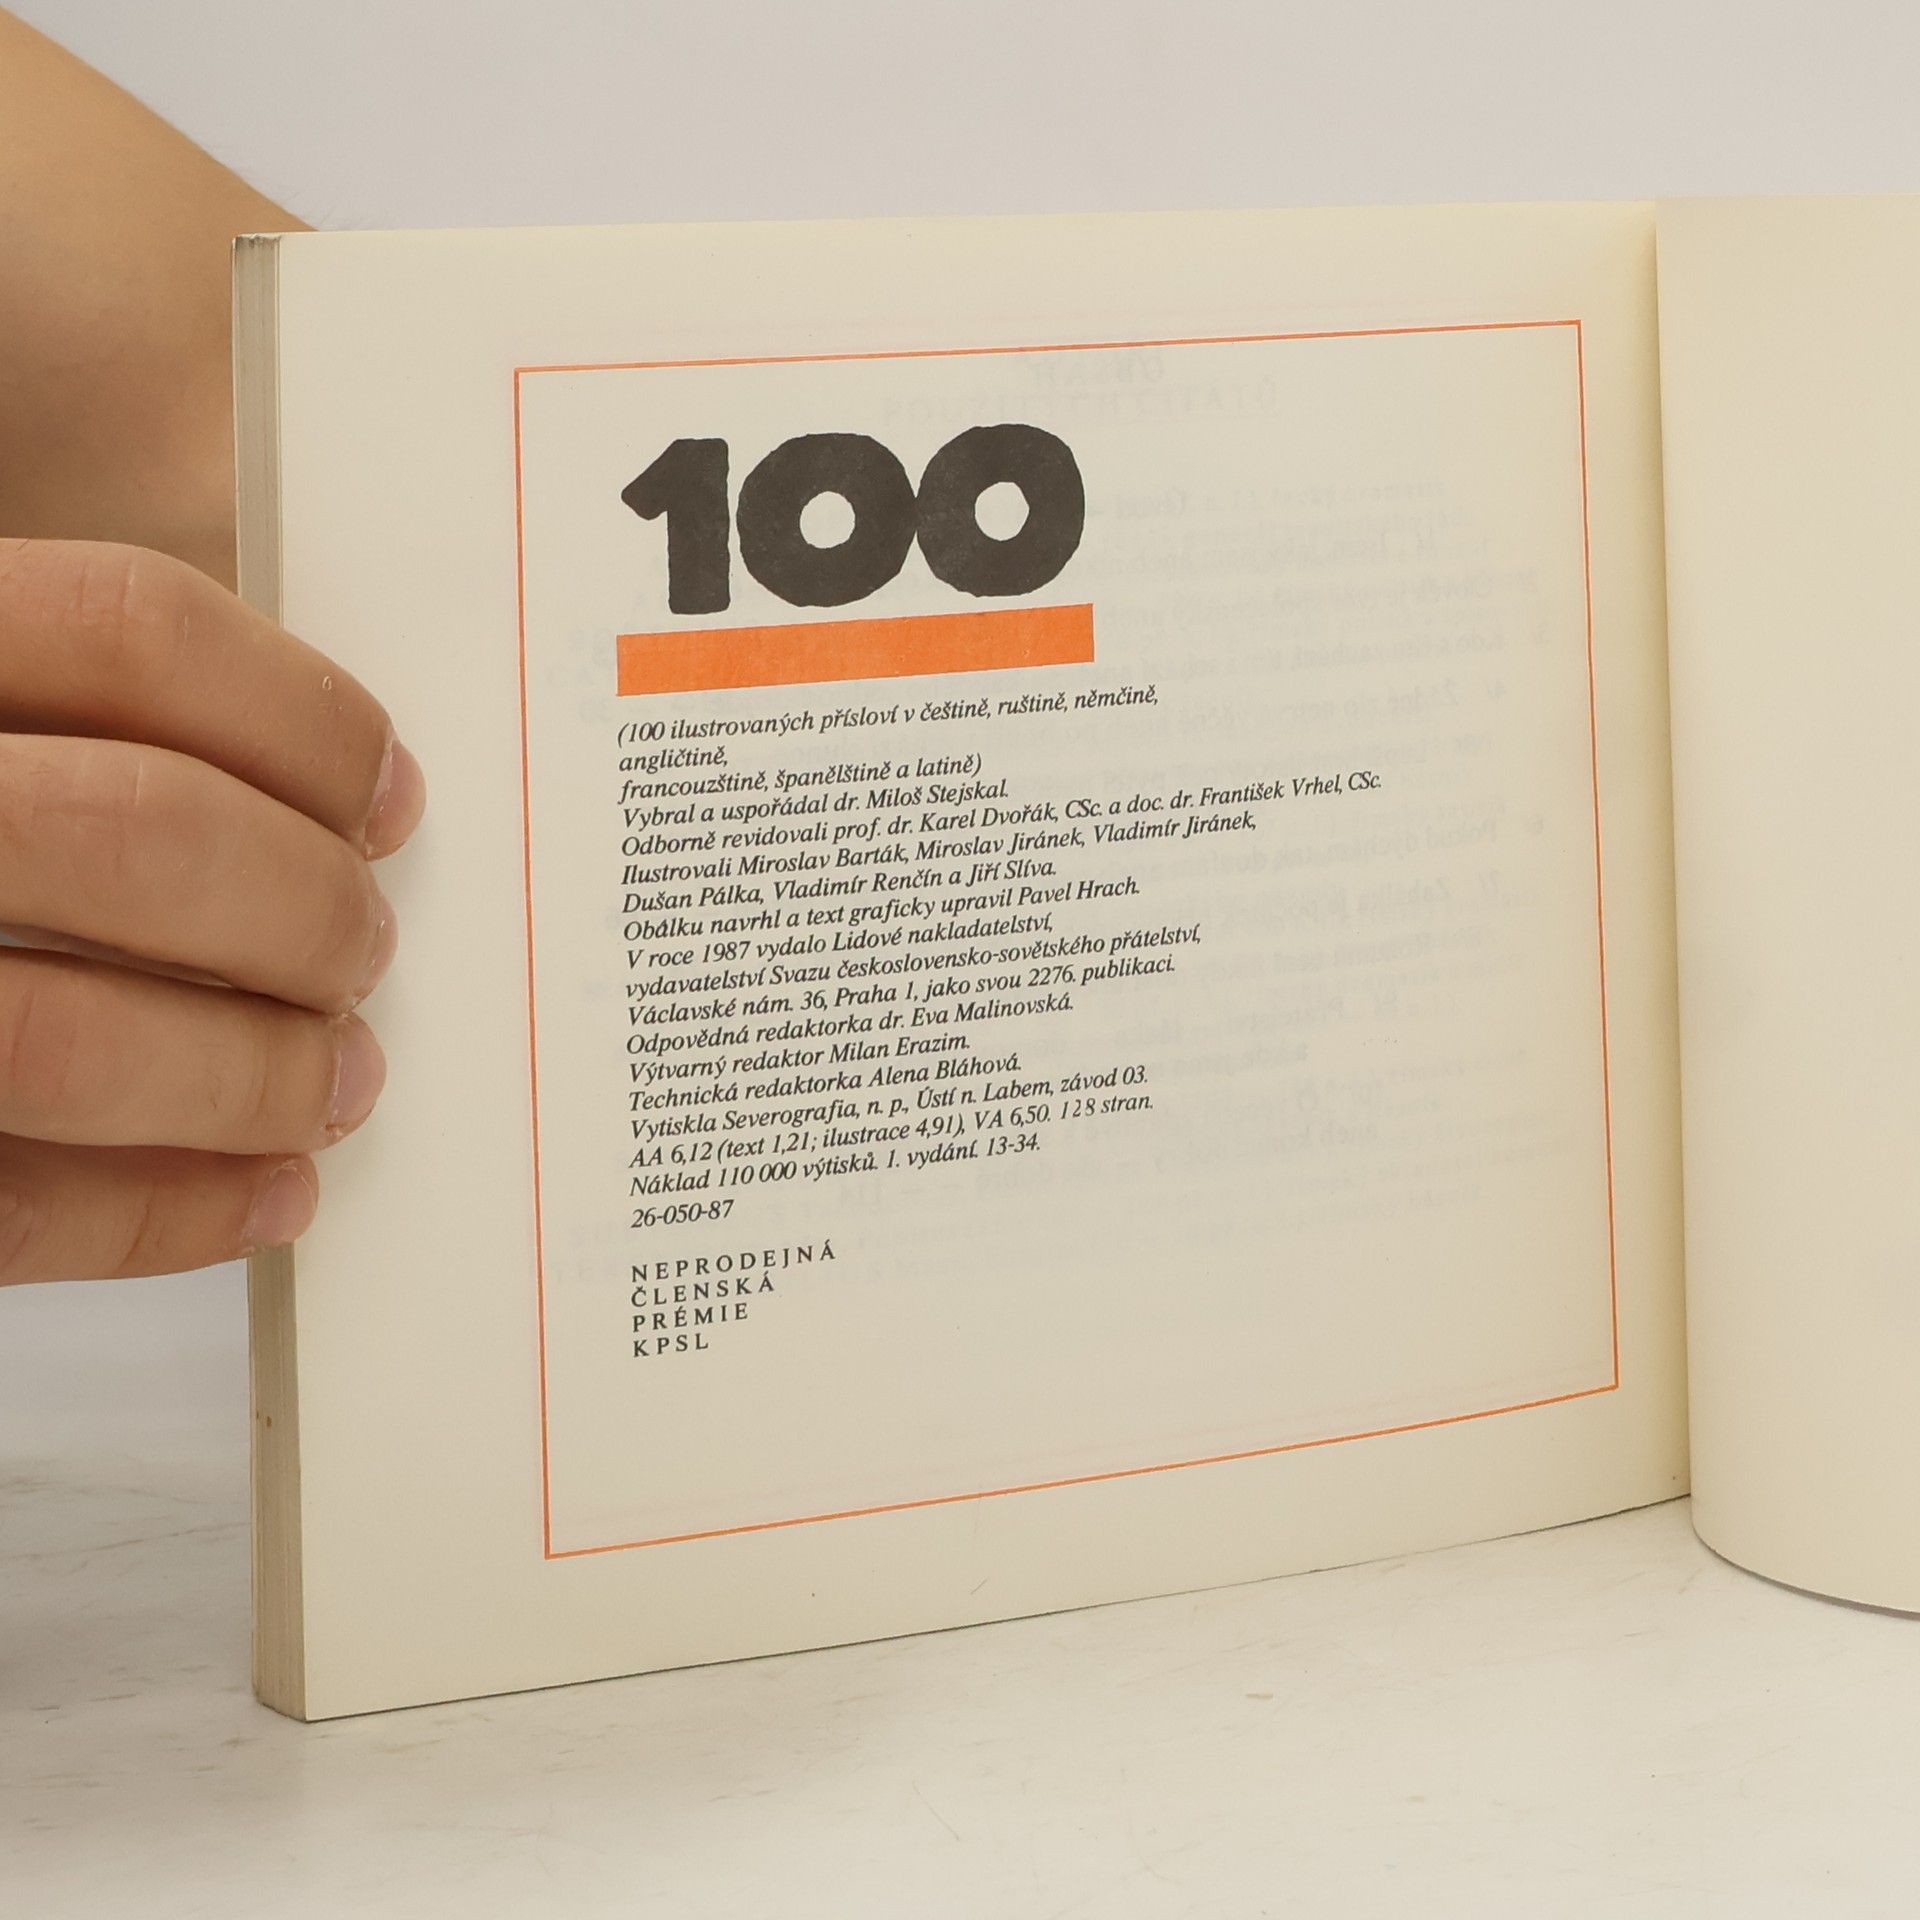 100
(100 ilustrovaných přísloví v češtině, ruštině, němčině,
angličtině,
francouzštině, španělštině a latině)
Vybral a uspořádal dr. Miloš Stejskal.
Odborně revidovali prof. dr. Karel Dvořák, CSc. a doc. dr. František Vrhel, CSc.
Ilustrovali Miroslav Barták, Miroslav Jiránek, Vladimír Jiránek,
Dušan Pálka, Vladimír Renčín a Jiří Slíva.
Obálku navrhl a text graficky upravil Pavel Hrach.
V roce 1987 vydalo Lidové nakladatelství,
vydavatelství Svazu československo-sovětského přátelství,
Václavské nám. 36, Praha 1, jako svou 2276. publikaci.
Odpovědná redaktorka dr. Eva Malinovská.
Výtvarný redaktor Milan Erazim.
Technická redaktorka Alena Bláhová.
Vytiskla Severografia, n. p., Ústí n. Labem, závod 03.
AA 6,12 (text 1,21; ilustrace 4,91), VA 6,50. 128 stran.
Náklad 110 000 výtisků. 1. vydání. 13-34.
26-050-87
NEPRODEJNÁ
ČLENSKÁ
PRÉMIE
KPSL